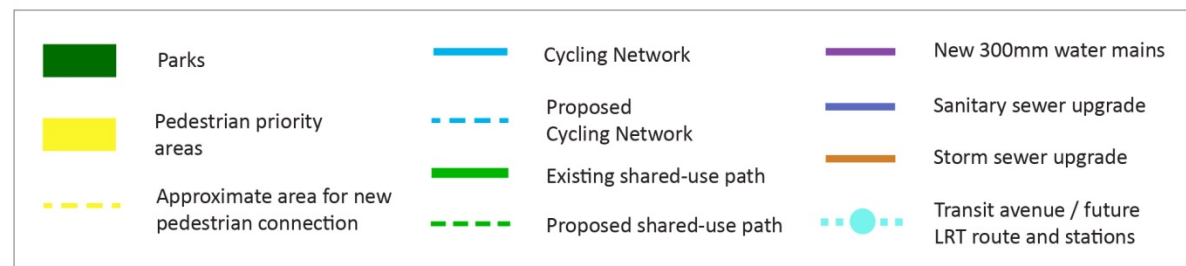 Parks
Pedestrian priority
areas
Approximate area for new
pedestrian connection
Cycling Network
Proposed
Cycling Network
Existing shared-use path
Proposed shared-use path
New 300mm water mains
Sanitary sewer upgrade
Storm sewer upgrade
Transit avenue / future
LRT route and stations